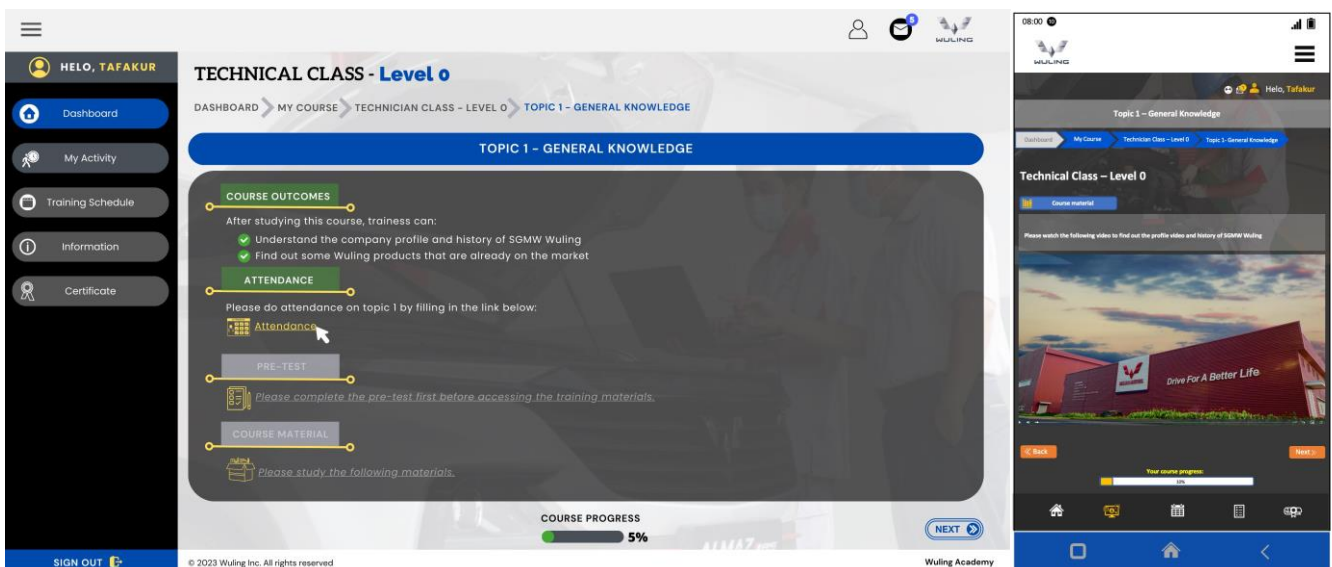 5
WULING
HELO, TAFAKUR
Dashboard
My Activity
Training Schedule
Information
Certificate
SIGN OUT
TECHNICAL CLASS - Level 0
DASHBOARD MY COURSE TECHNICIAN CLASS - LEVEL 0 TOPIC 1 - GENERAL KNOWLEDGE
TOPIC 1 - GENERAL KNOWLEDGE
COURSE OUTCOMES
After studying this course, trainess can:
Understand the company profile and history of SGMW Wuling
Find out some Wuling products that are already on the market
ATTENDANCE
Please do attendance on topic 1 by filling in the link below:
Attendance
PRE-TEST
Please complete the pre-test first before accessing the training materials.
COURSE MATERIAL
Please study the following materials.
COURSE PROGRESS
5%
NEXT
© 2023 Wuling Inc. All rights reserved
Wuling Academy
08:00
WULING
Helo, Tafakur
Topic 1 – General Knowledge
Dashboard My Course Technician Class – Level 0 Topic 1- General Knowledge
Technical Class – Level 0
Course material
Please watch the following video to find out the profile video and history of SGMW Wuling
Drive For A Better Life
< Back
Next >
Your course progress:
10%